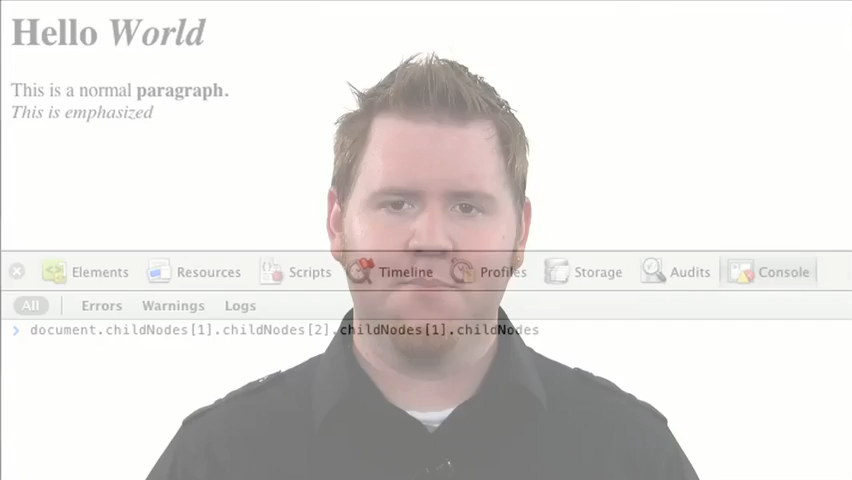 Hello World
This is a normal paragraph.
This is emphasized
Elements Resources Scripts Timeline Profiles Storage Audits Console
All Errors Warnings Logs
> document.childNodes[1].childNodes[2].childNodes[1].childNodes